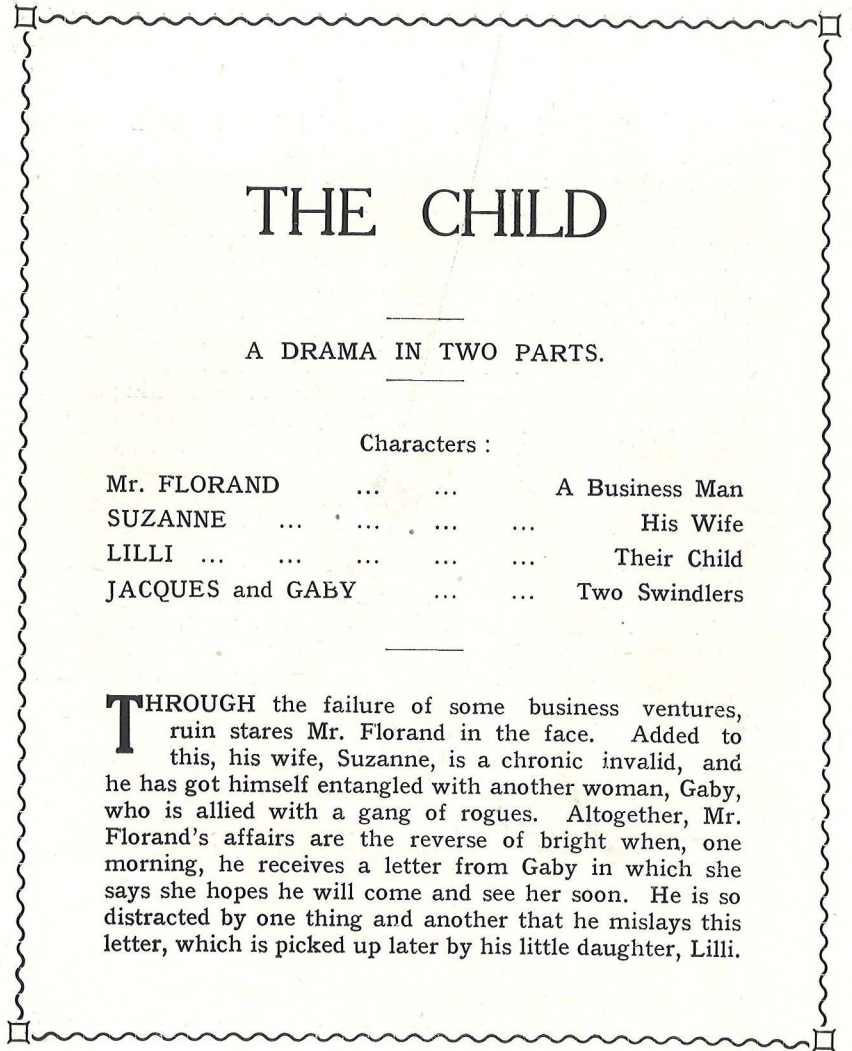 THE CHILD
A DRAMA IN TWO PARTS.
Characters :
Mr. FLORAND ... ... A Business Man
SUZANNE ... ... ... ... His Wife
LILLI ... ... ... ... ... Their Child
JACQUES and GABY ... ... Two Swindlers
THROUGH the failure of some business ventures,
ruin stares Mr. Florand in the face. Added to
this, his wife, Suzanne, is a chronic invalid, and
he has got himself entangled with another woman, Gaby,
who is allied with a gang of rogues. Altogether, Mr.
Florand's affairs are the reverse of bright when, one
morning, he receives a letter from Gaby in which she
says she hopes he will come and see her soon. He is so
distracted by one thing and another that he mislays this
letter, which is picked up later by his little daughter, Lilli.